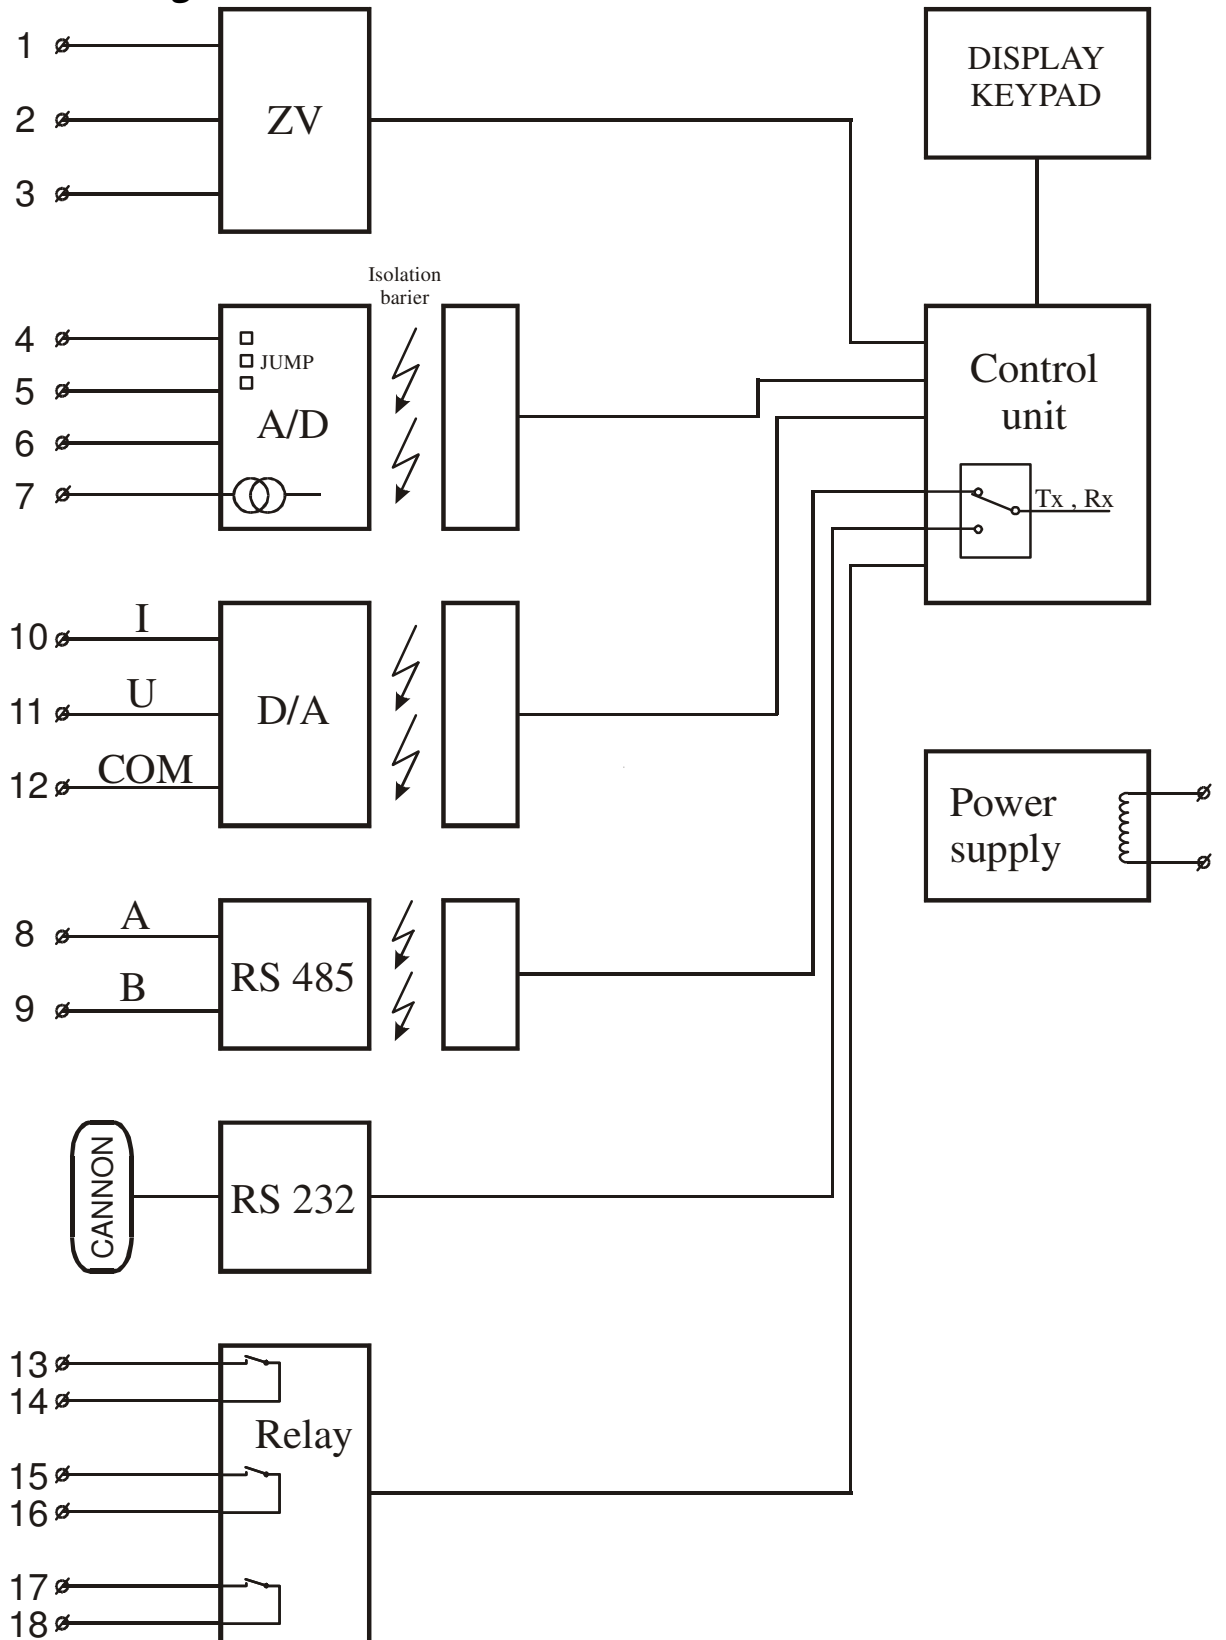 1
2
3
ZV
DISPLAY
KEYPAD
Isolation
barier
4
5
6
7
JUMP
A/D
Control
unit
Tx , Rx
10
I
11
U
12
COM
D/A
Power
supply
8
A
9
B
RS 485
CANNON
RS 232
13
14
Relay
15
16
17
18